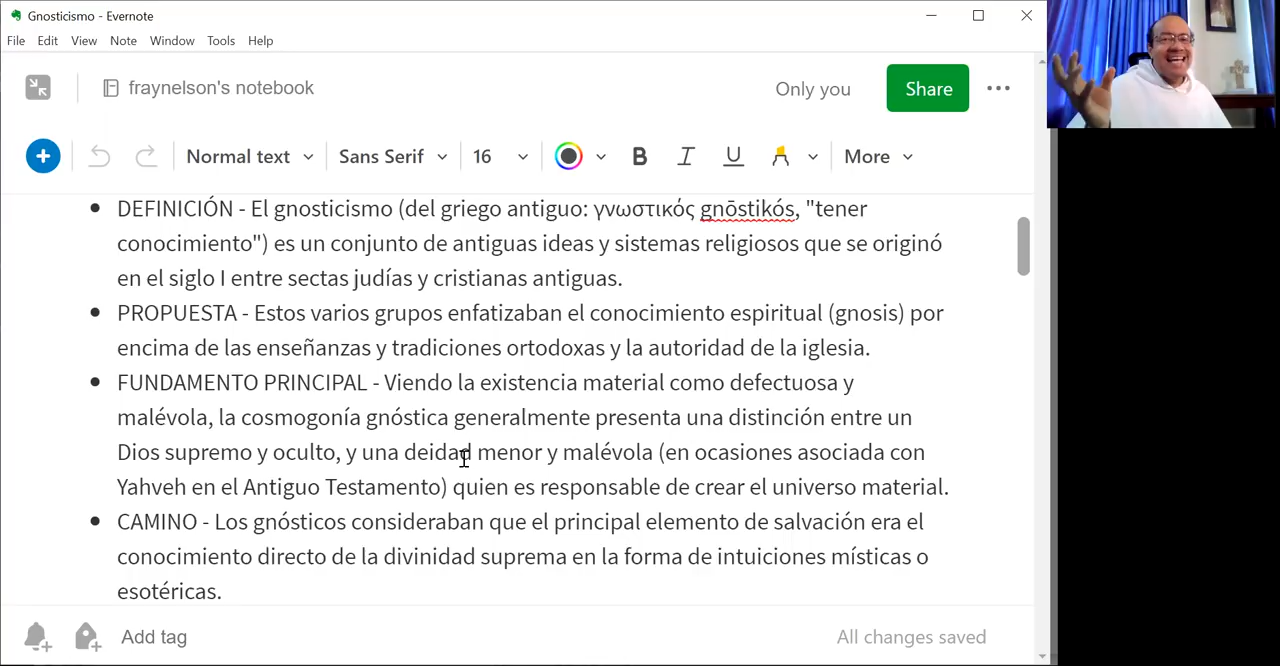 Gnosticismo - Evernote
File Edit View Note Window Tools Help
fraynelson's notebook Only you Share
Normal text Sans Serif 16 B I U More
DEFINICIÓN - El gnosticismo (del griego antiguo: γνωστικός gnōstikós, "tener
conocimiento") es un conjunto de antiguas ideas y sistemas religiosos que se originó
en el siglo I entre sectas judías y cristianas antiguas.
PROPUESTA - Estos varios grupos enfatizaban el conocimiento espiritual (gnosis) por
encima de las enseñanzas y tradiciones ortodoxas y la autoridad de la iglesia.
FUNDAMENTO PRINCIPAL - Viendo la existencia material como defectuosa y
malévola, la cosmogonía gnóstica generalmente presenta una distinción entre un
Dios supremo y oculto, y una deidad menor y malévola (en ocasiones asociada con
Yahveh en el Antiguo Testamento) quien es responsable de crear el universo material.
CAMINO - Los gnósticos consideraban que el principal elemento de salvación era el
conocimiento directo de la divinidad suprema en la forma de intuiciones místicas o
esotéricas.
Add tag All changes saved